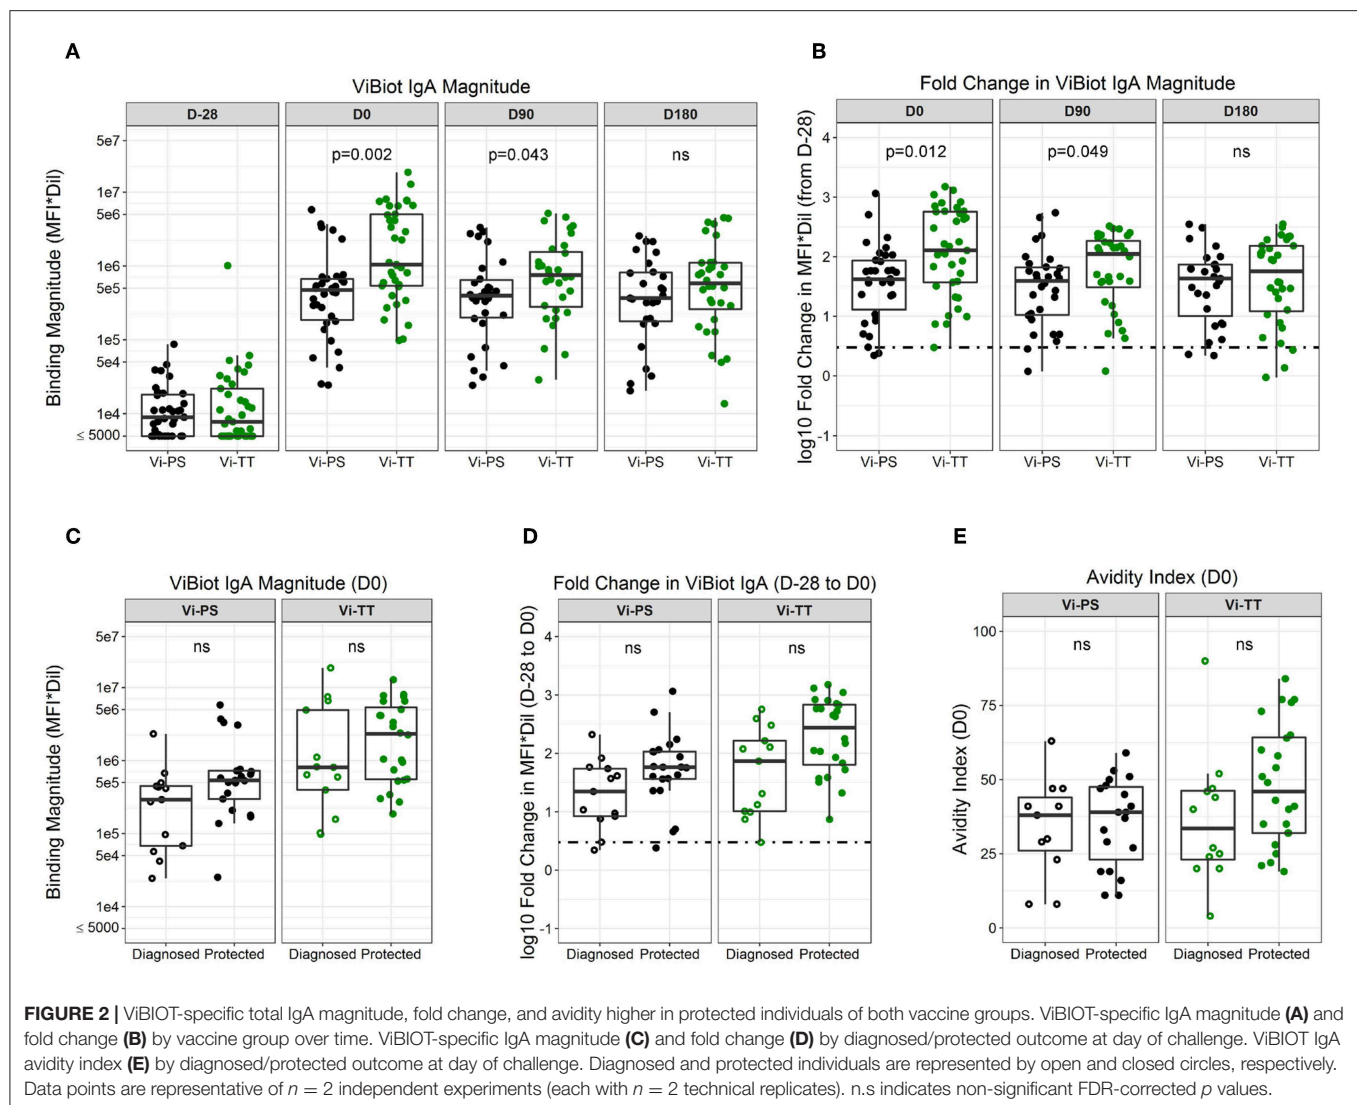 A
ViBiot IgA Magnitude
D-28
D0
D90
D180
Binding Magnitude (MFI*Dil)
5e7
1e7
5e6
1e6
5e5
1e5
5e4
1e4
≤ 5000
p=0.002
p=0.043
ns
Vi-PS
Vi-TT
Vi-PS
Vi-TT
Vi-PS
Vi-TT
Vi-PS
Vi-TT
B
Fold Change in ViBiot IgA Magnitude
D0
D90
D180
log10 Fold Change in MFI*Dil (from D-28)
4
3
2
1
0
-1
p=0.012
p=0.049
ns
Vi-PS
Vi-TT
Vi-PS
Vi-TT
Vi-PS
Vi-TT
C
ViBiot IgA Magnitude (D0)
Vi-PS
Vi-TT
Binding Magnitude (MFI*Dil)
5e7
1e7
5e6
1e6
5e5
1e5
5e4
1e4
≤ 5000
ns
ns
Diagnosed Protected
Diagnosed Protected
D
Fold Change in ViBiot IgA (D-28 to D0)
Vi-PS
Vi-TT
log10 Fold Change in MFI*Dil (D-28 to D0)
4
3
2
1
0
-1
ns
ns
Diagnosed Protected
Diagnosed Protected
E
Avidity Index (D0)
Vi-PS
Vi-TT
Avidity Index (D0)
100
75
50
25
0
ns
ns
Diagnosed Protected
Diagnosed Protected
FIGURE 2 | ViBIOT-specific total IgA magnitude, fold change, and avidity higher in protected individuals of both vaccine groups. ViBIOT-specific IgA magnitude (A) and
fold change (B) by vaccine group over time. ViBIOT-specific IgA magnitude (C) and fold change (D) by diagnosed/protected outcome at day of challenge. ViBIOT IgA
avidity index (E) by diagnosed/protected outcome at day of challenge. Diagnosed and protected individuals are represented by open and closed circles, respectively.
Data points are representative of n = 2 independent experiments (each with n = 2 technical replicates). n.s indicates non-significant FDR-corrected p values.